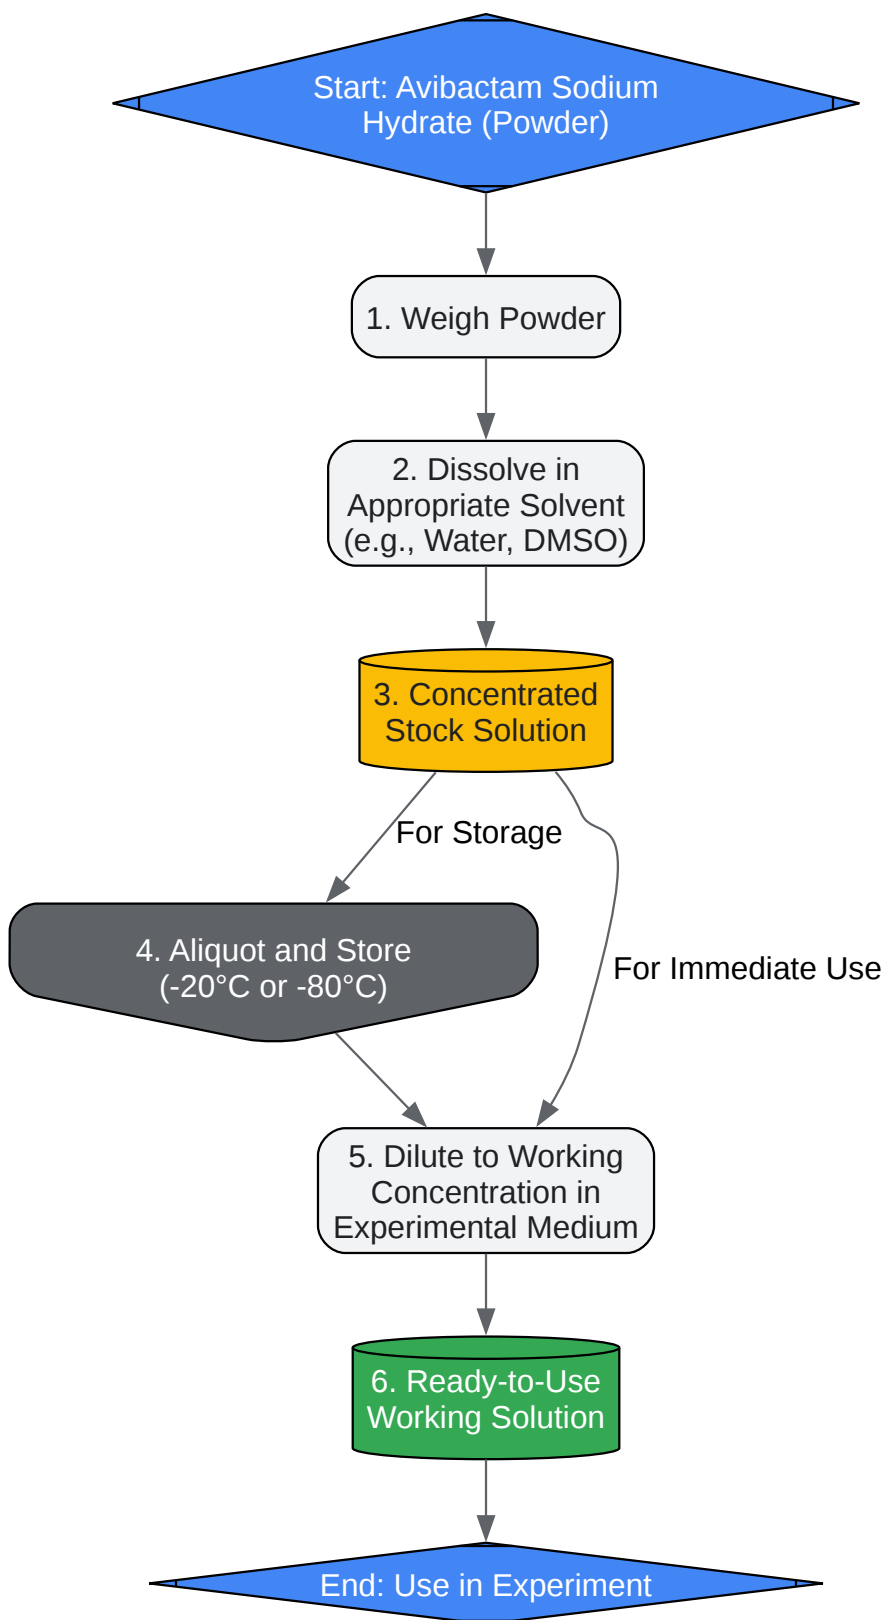 Start: Avibactam Sodium
Hydrate (Powder)
1. Weigh Powder
2. Dissolve in
Appropriate Solvent
(e.g., Water, DMSO)
3. Concentrated
Stock Solution
For Storage
4. Aliquot and Store
(-20°C or -80°C)
For Immediate Use
5. Dilute to Working
Concentration in
Experimental Medium
6. Ready-to-Use
Working Solution
End: Use in Experiment